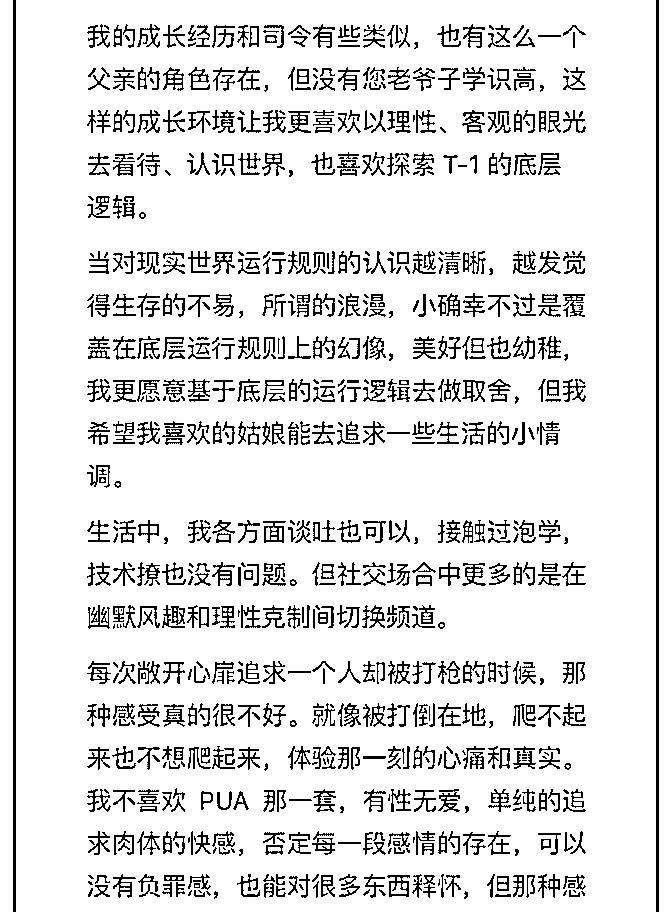 我的成长经历和司令有些类似，也有这么一个
父亲的角色存在，但没有您老爷子学识高，这
样的成长环境让我更喜欢以理性、客观的眼光
去看待、认识世界，也喜欢探索 T-1 的底层
逻辑。
当对现实世界运行规则的认识越清晰，越发觉
得生存的不易，所谓的浪漫，小确幸不过是覆
盖在底层运行规则上的幻像，美好但也幼稚，
我更愿意基于底层的运行逻辑去做取舍，但我
希望我喜欢的姑娘能去追求一些生活的小情
调。
生活中，我各方面谈吐也可以，接触过泡学，
技术撩也没有问题。但社交场合中更多的是在
幽默风趣和理性克制间切换频道。
每次敞开心扉追求一个人却被打枪的时候，那
种感受真的很不好。就像被打倒在地，爬不起
来也不想爬起来，体验那一刻的心痛和真实。
我不喜欢 PUA 那一套，有性无爱，单纯的追
求肉体的快感，否定每一段感情的存在，可以
没有负罪感，也能对很多东西释怀，但那种感